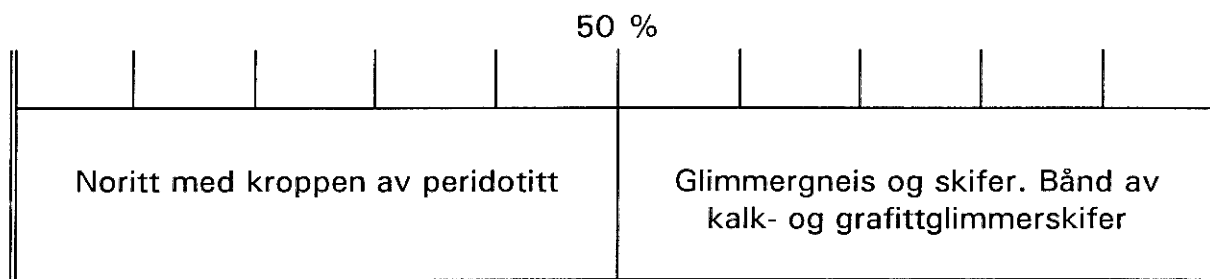 50 %
Noritt med kroppen av peridotitt
Glimmergneis og skifer. Bånd av
kalk- og grafittglimmerskifer